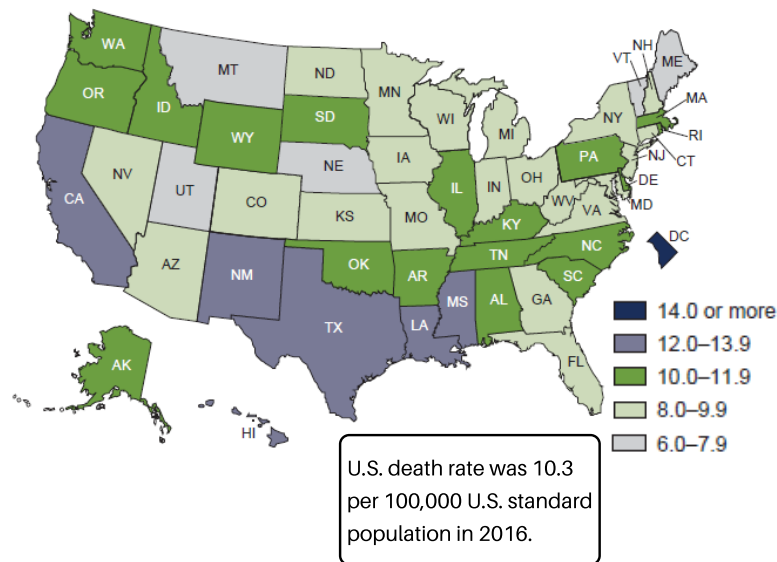 WA
MT
ND
MN
VT
NH
ME
OR
ID
WY
SD
WI
MI
NY
MA
RI
CT
NJ
PA
DE
MD
NV
UT
CO
NE
IA
IL
IN
OH
WV
VA
CA
KS
MO
KY
DC
AZ
NM
OK
AR
TN
NC
SC
TX
LA
MS
AL
GA
FL
AK
HI
14.0 or more
12.0–13.9
10.0–11.9
8.0–9.9
6.0–7.9
U.S. death rate was 10.3
per 100,000 U.S. standard
population in 2016.